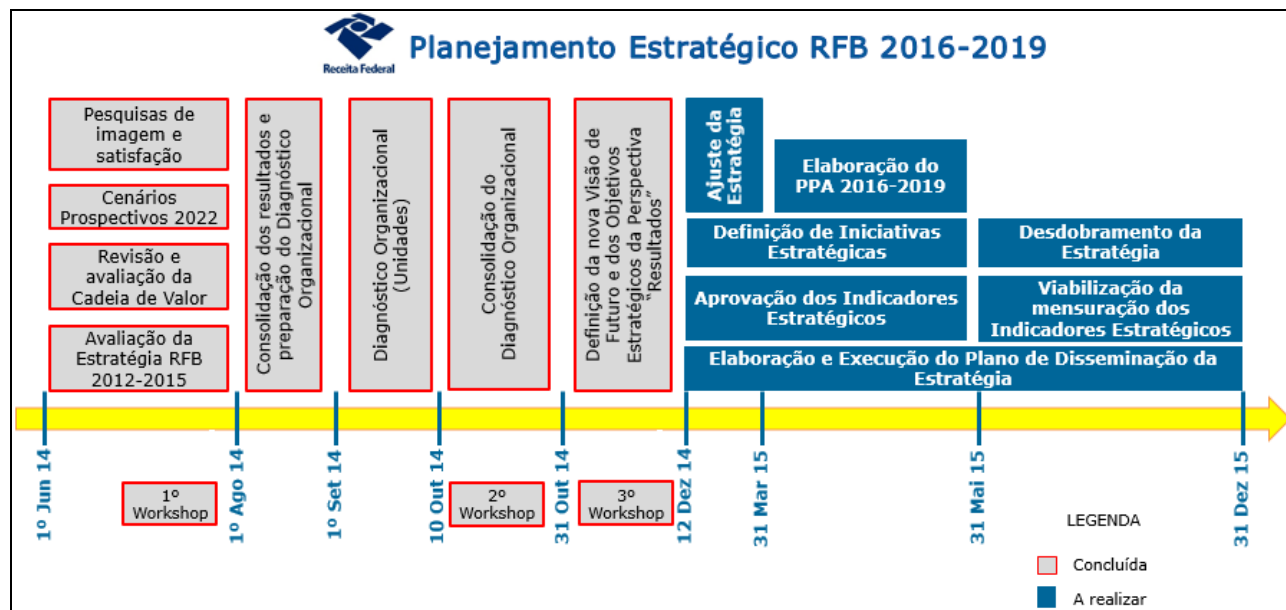 Receita Federal
Planejamento Estratégico RFB 2016-2019
Pesquisas de
imagem e
satisfação
Cenários
Prospectivos 2022
Revisão e
avaliação da
Cadeia de Valor
Avaliação da
Estratégia RFB
2012-2015
Consolidação dos resultados e
preparação do Diagnóstico
Organizacional
Diagnóstico Organizacional
(Unidades)
Consolidação do
Diagnóstico Organizacional
Definição da nova Visão de
Futuro e dos Objetivos
Estratégicos da Perspectiva
“Resultados”
Ajuste da
Estratégia
Elaboração do
PPA 2016-2019
Definição de Iniciativas
Estratégicas
Desdobramento da
Estratégia
Aprovação dos Indicadores
Estratégicos
Viabilização da
mensuração dos
Indicadores Estratégicos
Elaboração e Execução do Plano de Disseminação da
Estratégia
1º Jun 14
1º Ago 14
1º Set 14
10 Out 14
31 Out 14
12 Dez 14
31 Mar 15
31 Mai 15
31 Dez 15
1º
Workshop
2º
Workshop
3º
Workshop
LEGENDA
Concluída
A realizar